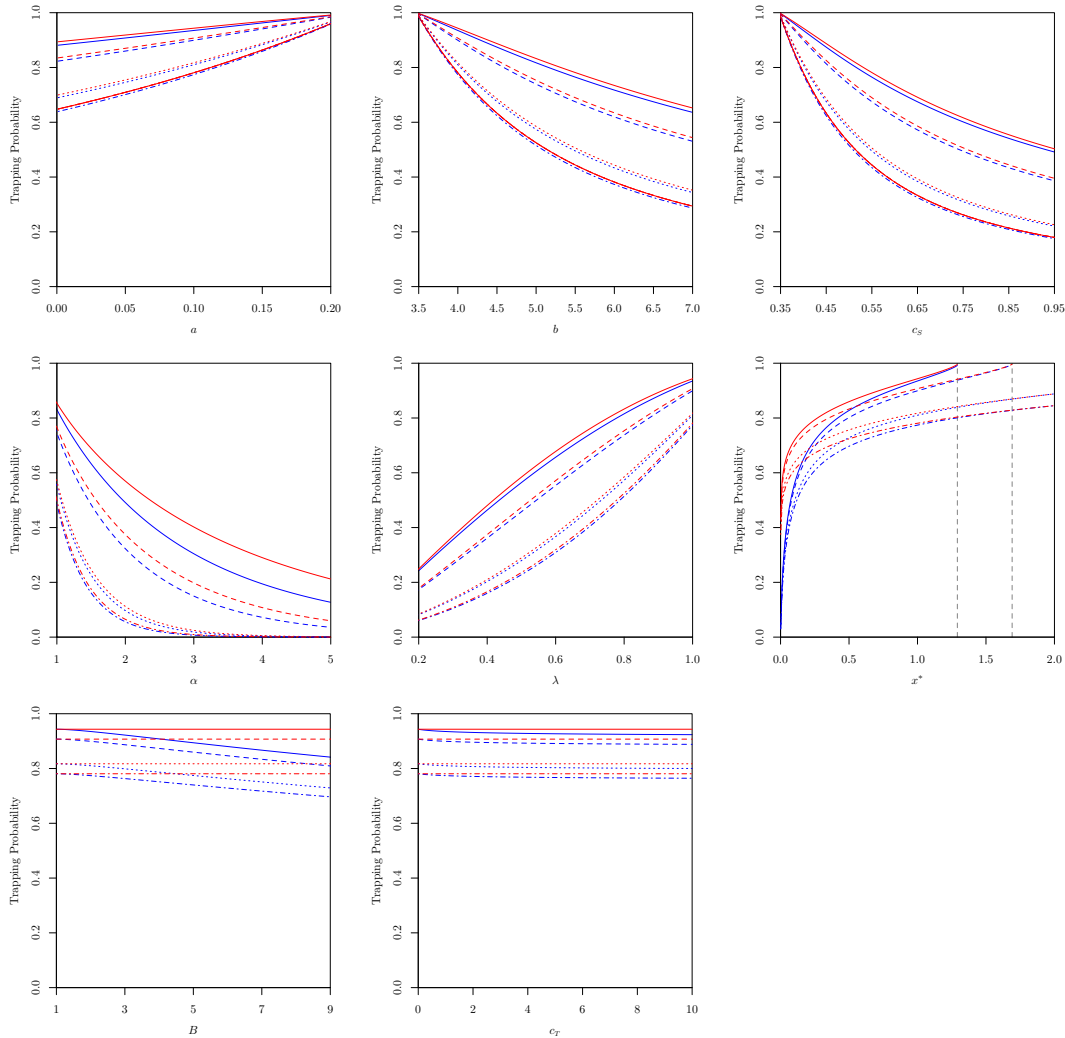 Trapping Probability
0.0 0.2 0.4 0.6 0.8 1.0
0.00 0.05 0.10 0.15 0.20
a
Trapping Probability
0.0 0.2 0.4 0.6 0.8 1.0
3.5 4.0 4.5 5.0 5.5 6.0 6.5 7.0
b
Trapping Probability
0.0 0.2 0.4 0.6 0.8 1.0
0.35 0.45 0.55 0.65 0.75 0.85 0.95
c_S
Trapping Probability
0.0 0.2 0.4 0.6 0.8 1.0
1 2 3 4 5
α
Trapping Probability
0.0 0.2 0.4 0.6 0.8 1.0
0.2 0.4 0.6 0.8 1.0
λ
Trapping Probability
0.0 0.2 0.4 0.6 0.8 1.0
0.0 0.5 1.0 1.5 2.0
x*
Trapping Probability
0.0 0.2 0.4 0.6 0.8 1.0
1 3 5 7 9
B
Trapping Probability
0.0 0.2 0.4 0.6 0.8 1.0
0 2 4 6 8 10
c_T